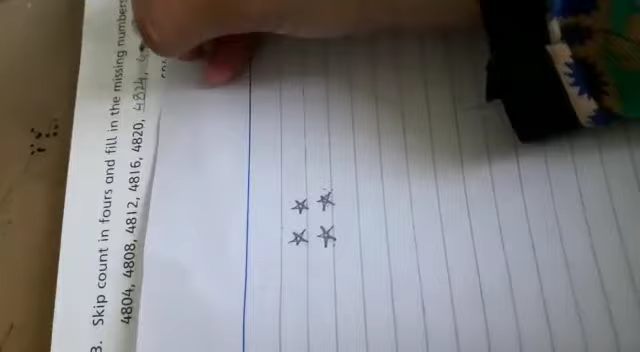 3. Skip count in fours and fill in the missing numbers
4804, 4808, 4812, 4816, 4820, 4824,